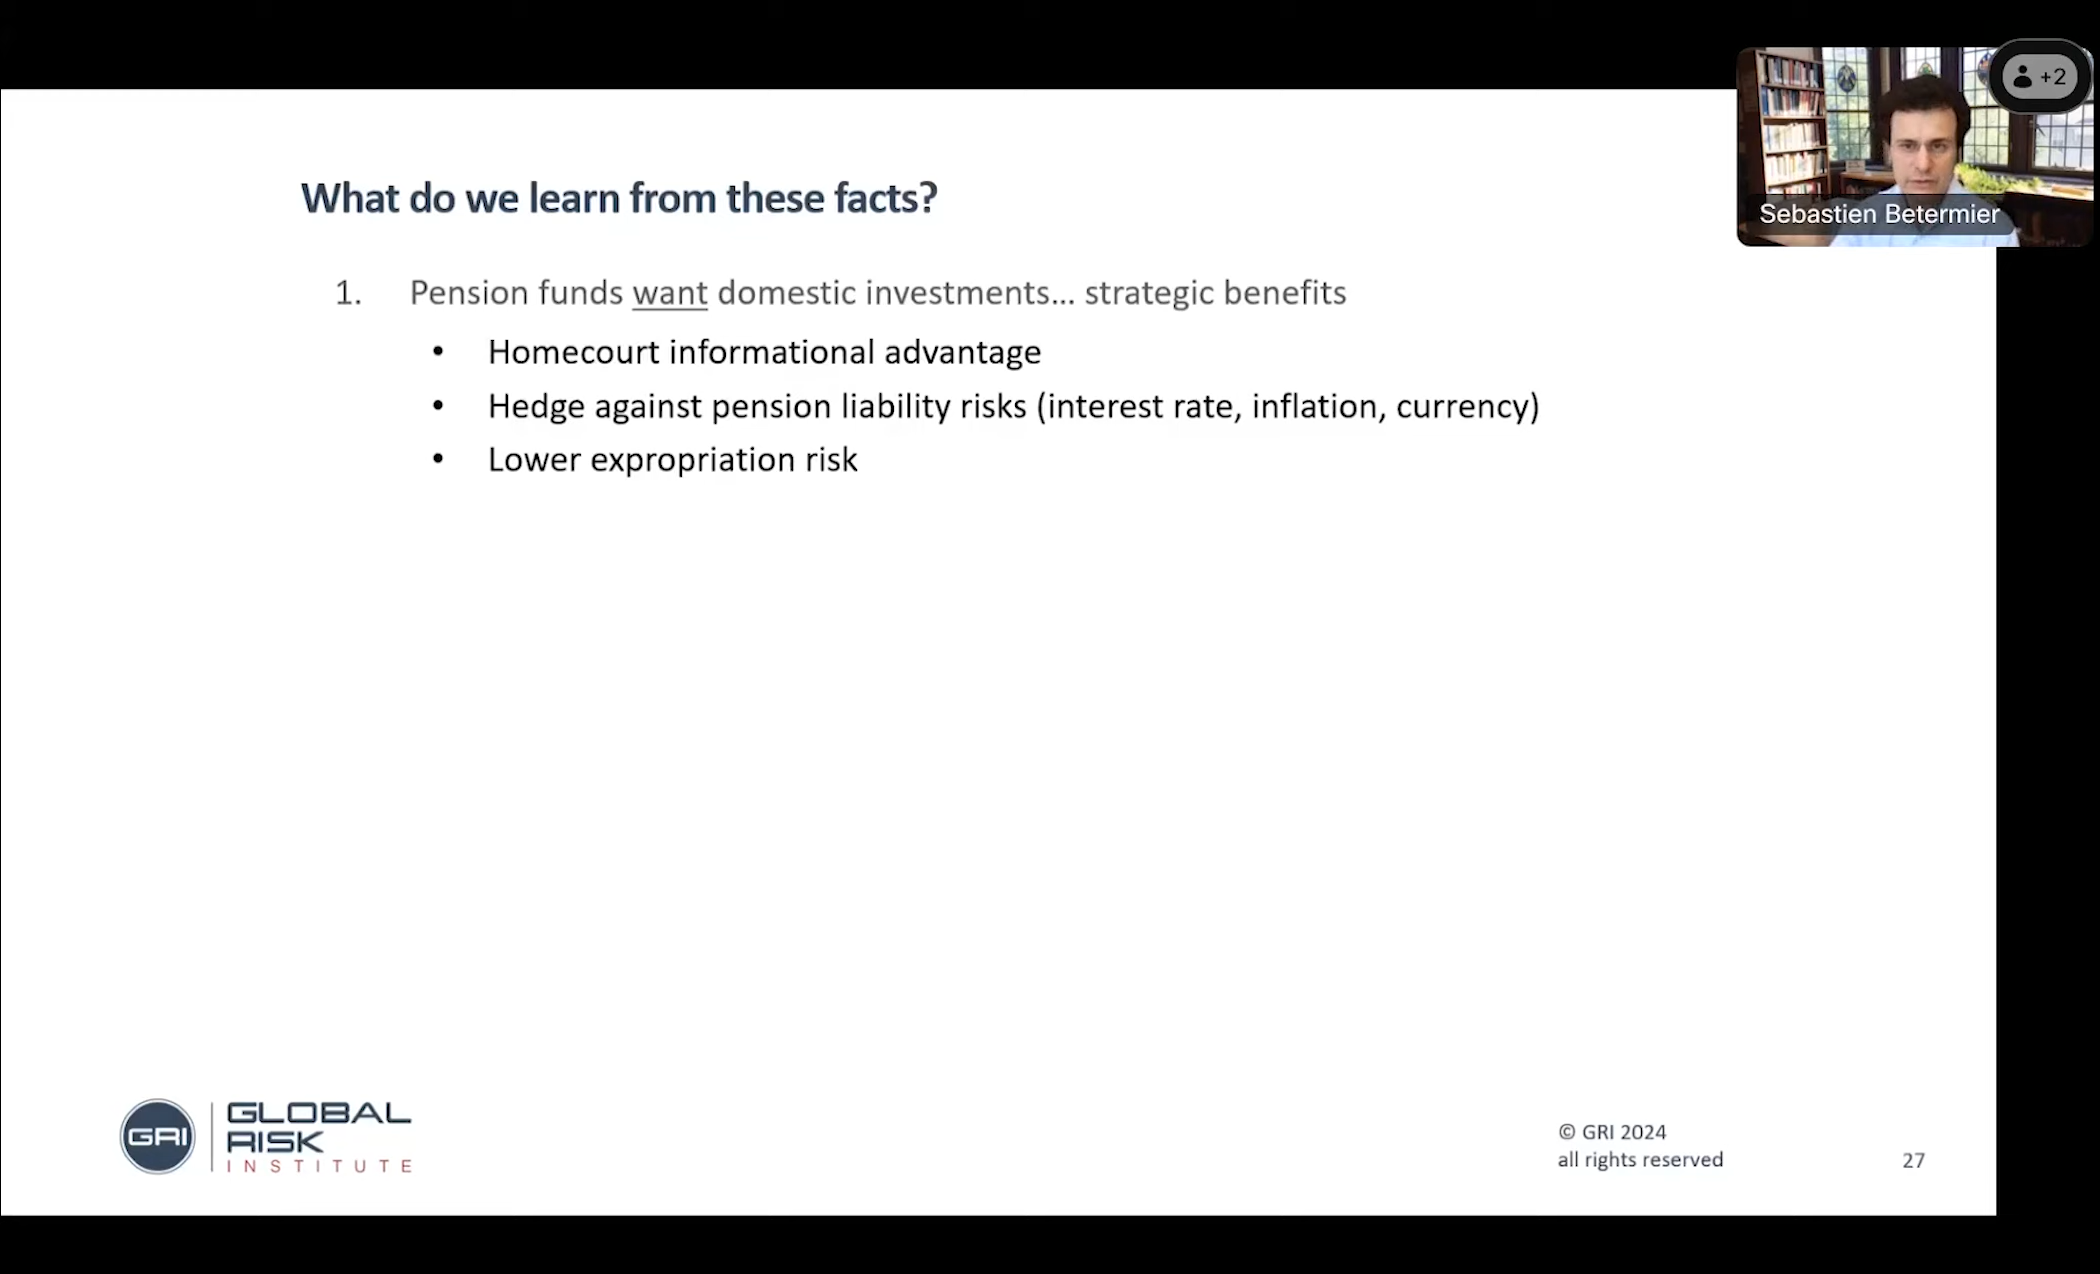 +2
Sebastien Betermier
What do we learn from these facts?
1. Pension funds want domestic investments... strategic benefits
• Homecourt informational advantage
• Hedge against pension liability risks (interest rate, inflation, currency)
• Lower expropriation risk
GRI
GLOBAL
RISK
INSTITUTE
© GRI 2024
all rights reserved
27